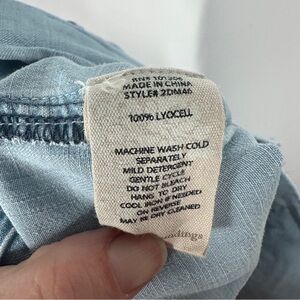 MADE IN CHINA
STYLE# 2DM46
100% LYOCELL
MACHINE WASH COLD
SEPARATELY
MILD DETERGENT
GENTLE CYCLE
DO NOT BLEACH
HANG TO DRY
COOL IRON IF NEEDED
ON REVERSE
MAY BE DRY CLEANED